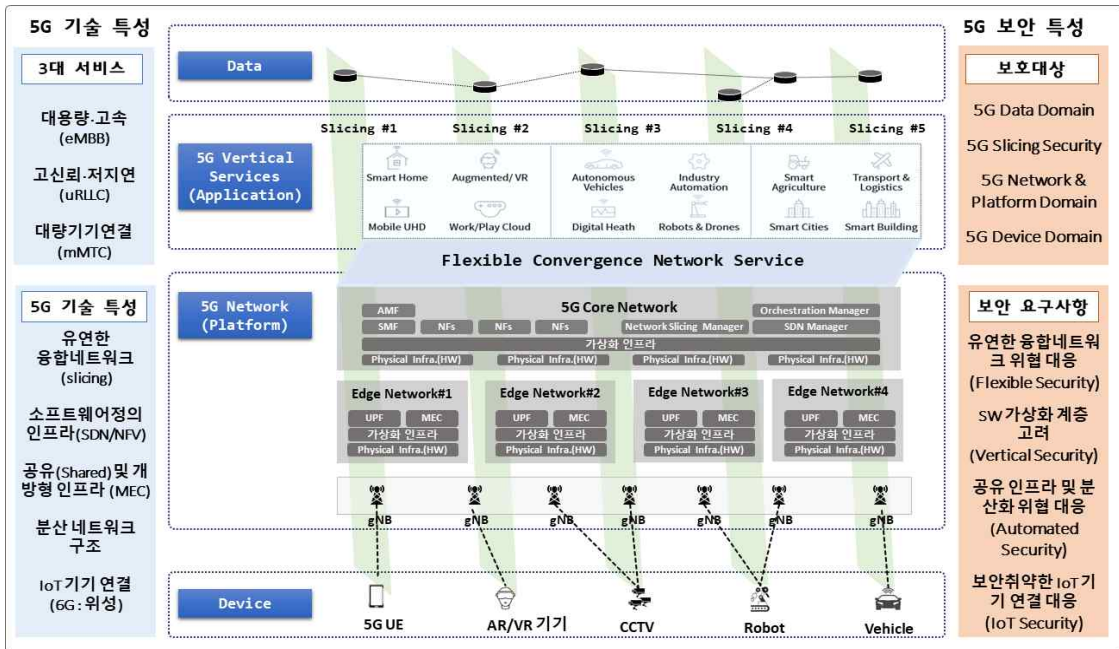 5G 기술 특성
3대 서비스
대용량.고속
(eMBB)
고신뢰.저지연
(uRLLC)
대량기기연결
(mMTC)
5G 기술 특성
유연한
융합네트워크
(slicing)
소프트웨어정의
인프라(SDN/NFV)
공유(Shared) 및 개
방형 인프라 (MEC)
분산 네트워크
구조
IoT 기기 연결
(6G : 위성)
Data
Slicing #1
Slicing #2
Slicing #3
Slicing #4
Slicing #5
5G Vertical
Services
(Application)
Smart Home
Augmented/ VR
Autonomous
Vehicles
Industry
Automation
Smart
Agriculture
Transport &
Logistics
Mobile UHD
Work/Play Cloud
Digital Heath
Robots & Drones
Smart Cities
Smart Building
Flexible Convergence Network Service
5G Network
(Platform)
5G Core Network
AMF
Orchestration Manager
SMF
NFs
NFs
NFs
Network Slicing Manager
SDN Manager
가상화 인프라
Physical Infra.(HW)
Physical Infra.(HW)
Physical Infra.(HW)
Physical Infra.(HW)
Edge Network#1
UPF
MEC
가상화 인프라
Physical Infra.(HW)
Edge Network#2
UPF
MEC
가상화 인프라
Physical Infra.(HW)
Edge Network#3
UPF
MEC
가상화 인프라
Physical Infra.(HW)
Edge Network#4
UPF
MEC
가상화 인프라
Physical Infra.(HW)
gNB
gNB
gNB
gNB
gNB
gNB
gNB
Device
5G UE
AR/VR 기기
CCTV
Robot
Vehicle
5G 보안 특성
보호대상
5G Data Domain
5G Slicing Security
5G Network &
Platform Domain
5G Device Domain
보안 요구사항
유연한 융합네트워
크 위협 대응
(Flexible Security)
SW 가상화 계층
고려
(Vertical Security)
공유 인프라 및 분
산화 위협 대응
(Automated
Security)
보안취약한 IoT 기
기 연결 대응
(IoT Security)